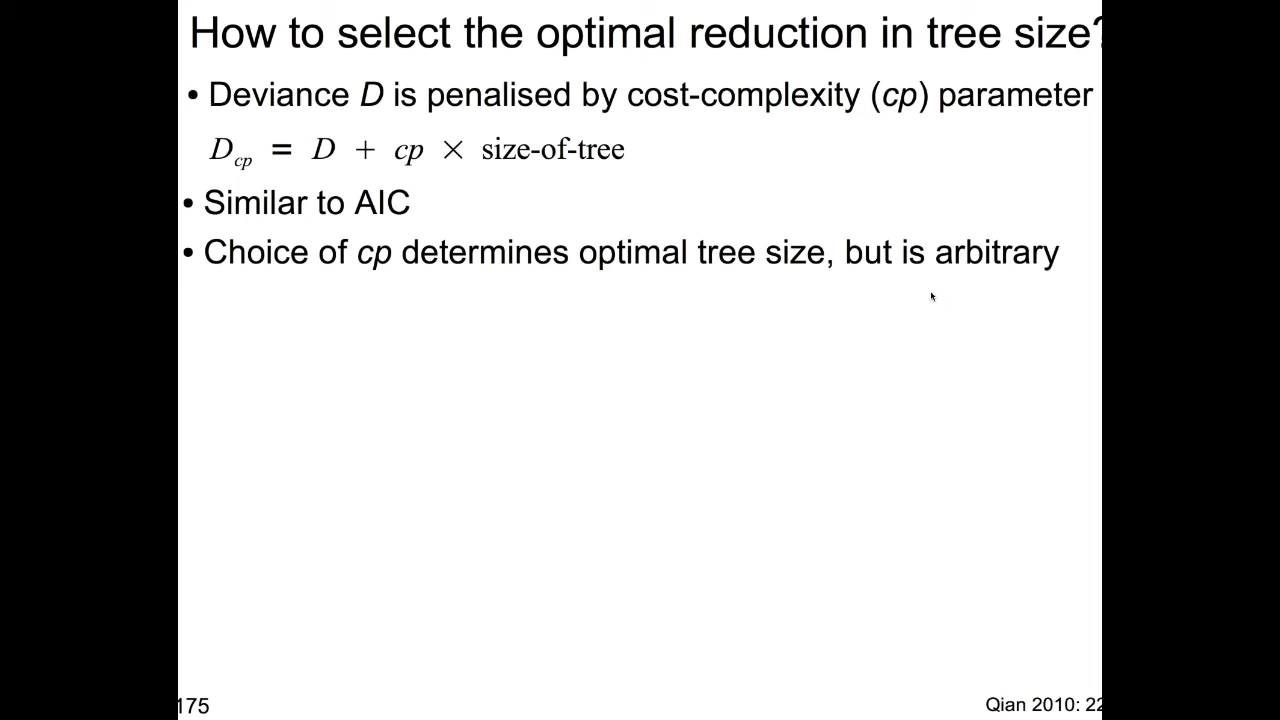 How to select the optimal reduction in tree size?
• Deviance D is penalised by cost-complexity (cp) parameter
D_cp = D + cp × size-of-tree
• Similar to AIC
• Choice of cp determines optimal tree size, but is arbitrary
175
Qian 2010: 22